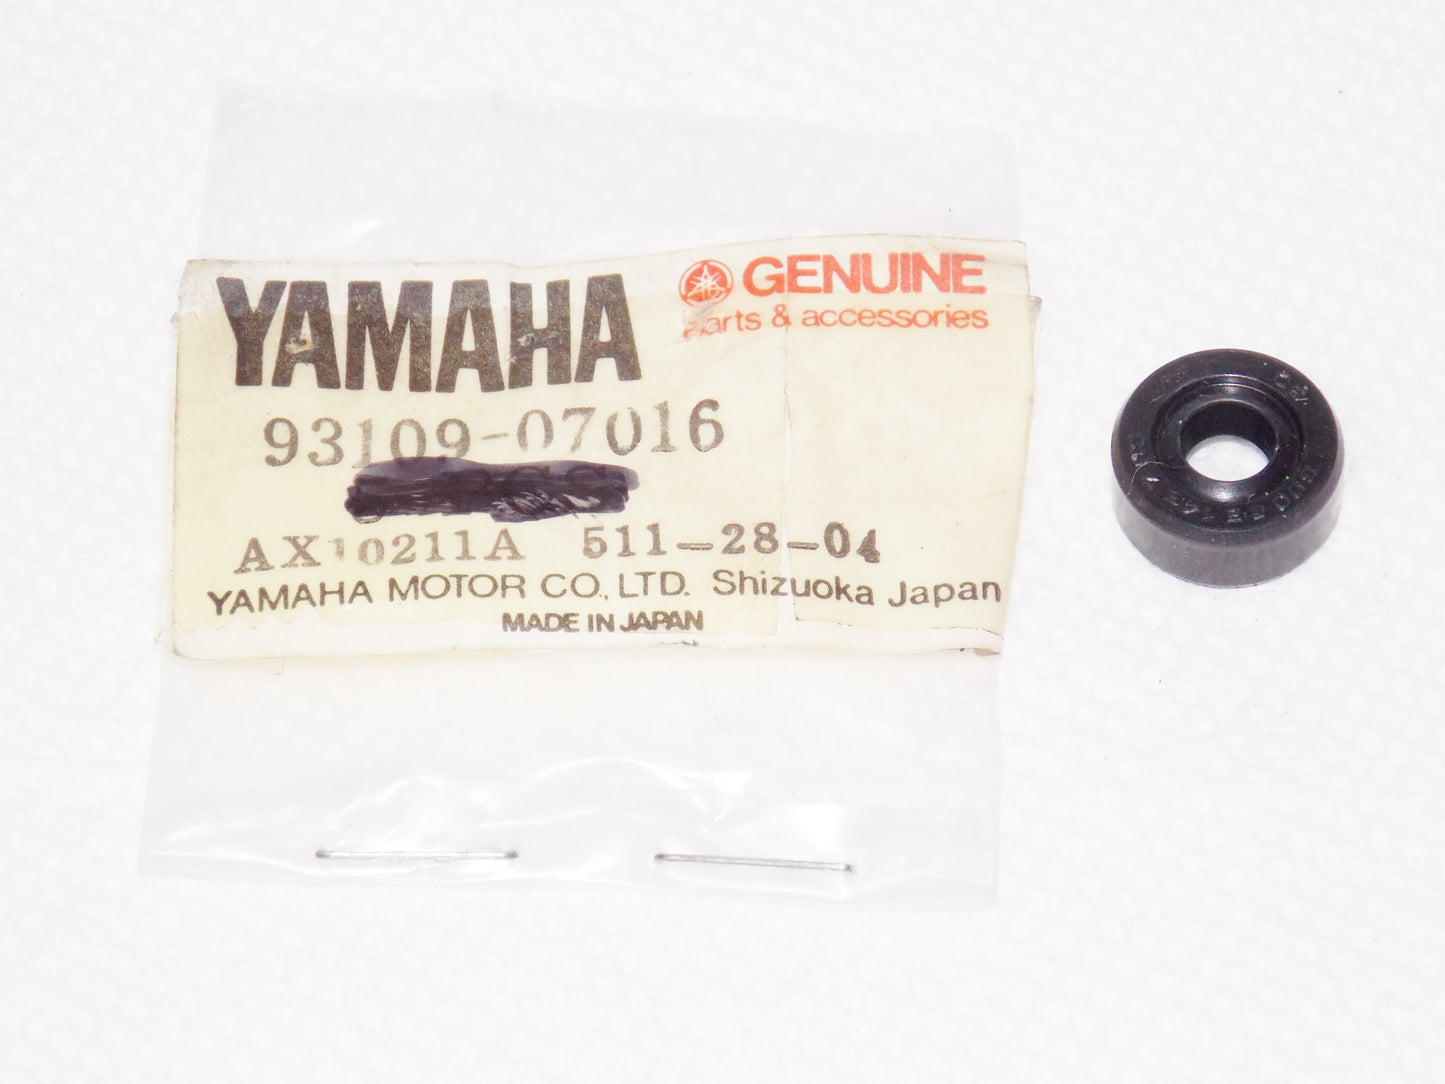 YAMAHA
GENUINE
parts & accessories
93109-07016
AX10211A 511-28-04
YAMAHA MOTOR CO., LTD. Shizuoka Japan
MADE IN JAPAN